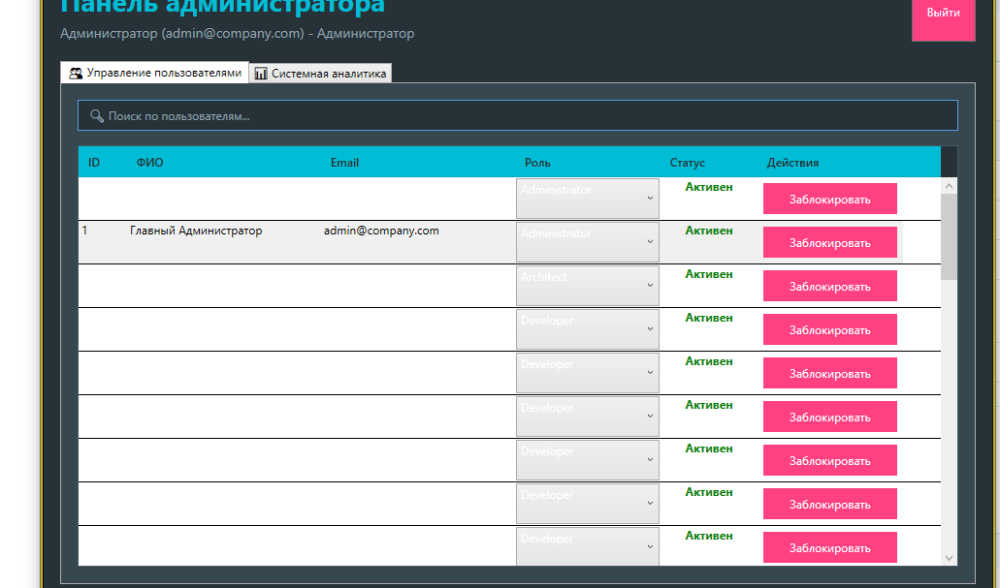 Панель администратора
Выйти
Администратор (admin@company.com) - Администратор
Управление пользователями
Системная аналитика
Поиск по пользователям...
ID ФИО Email Роль Статус Действия
Administrator Активен Заблокировать
1 Главный Администратор admin@company.com Administrator Активен Заблокировать
Architect Активен Заблокировать
Developer Активен Заблокировать
Developer Активен Заблокировать
Developer Активен Заблокировать
Developer Активен Заблокировать
Developer Активен Заблокировать
Developer Активен Заблокировать